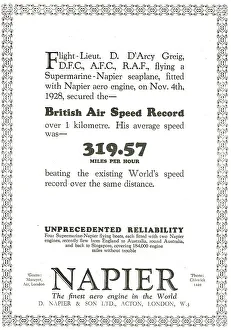 Flight-Lieut. D. D'Arcy Greig,
D.F.C., A.F.C., R.A.F., flying a
Supermarine-Napier seaplane, fitted
with Napier aero engine, on Nov. 4th,
1928, secured the—
British Air Speed Record
over 1 kilometre. His average speed
was—
319·57
MILES PER HOUR
beating the existing World's speed
record over the same distance.
UNPRECEDENTED RELIABILITY
Four Supermarine-Napier flying boats, each fitted with two Napier
engines, recently flew from England to Australia, round Australia,
and back to Singapore, covering 184,000 engine
miles without trouble
NAPIER
The finest aero engine in the World
D. NAPIER & SON LTD., ACTON, LONDON, W.3